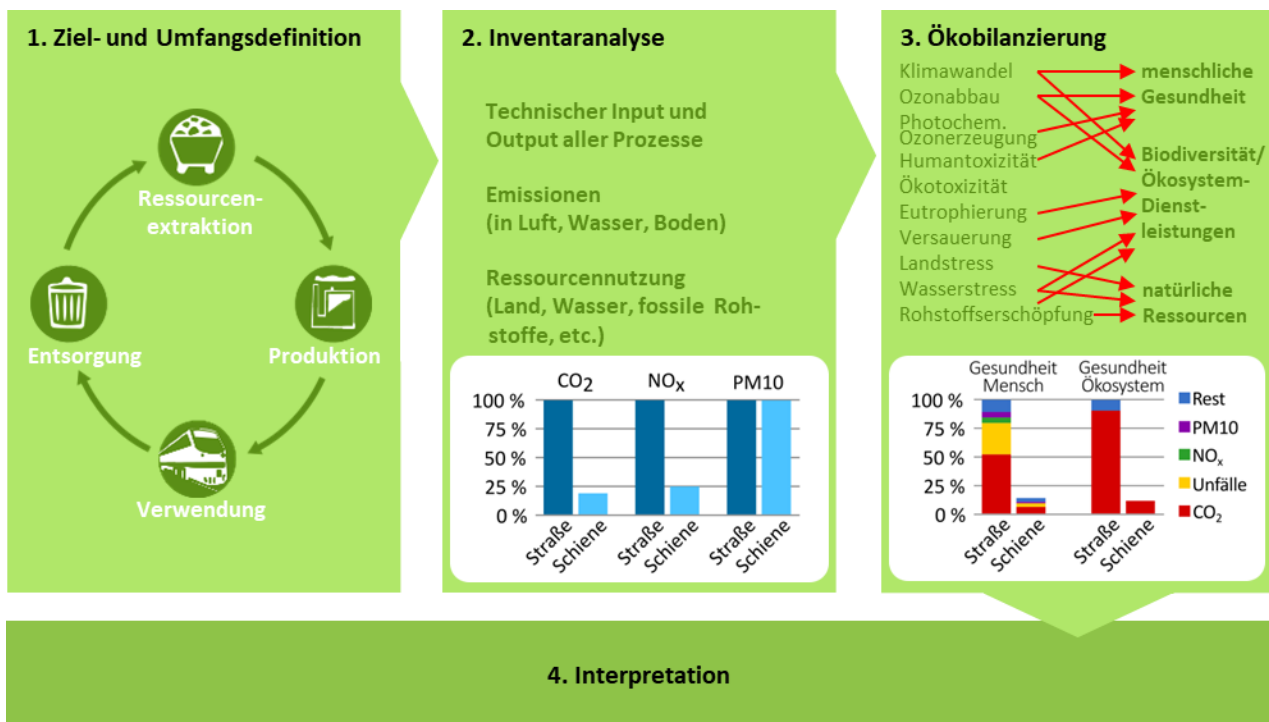 1. Ziel- und Umfangsdefinition
Ressourcen-
extraktion
Produktion
Verwendung
Entsorgung
2. Inventaranalyse
Technischer Input und
Output aller Prozesse
Emissionen
(in Luft, Wasser, Boden)
Ressourcennutzung
(Land, Wasser, fossile Roh-
stoffe, etc.)
CO₂ NOₓ PM10
100 %
75 %
50 %
25 %
0 %
Straße Schiene Straße Schiene Straße Schiene
3. Ökobilanzierung
Klimawandel
Ozonabbau
Photochem.
Ozonerzeugung
Humantoxizität
Ökotoxizität
Eutrophierung
Versauerung
Landstress
Wasserstress
Rohstoffserschöpfung
menschliche
Gesundheit
Biodiversität/
Ökosystem-
Dienst-
leistungen
natürliche
Ressourcen
Gesundheit
Mensch
Gesundheit
Ökosystem
100 %
75 %
50 %
25 %
0 %
Straße Schiene Straße Schiene
Rest
PM10
NOₓ
Unfälle
CO₂
4. Interpretation